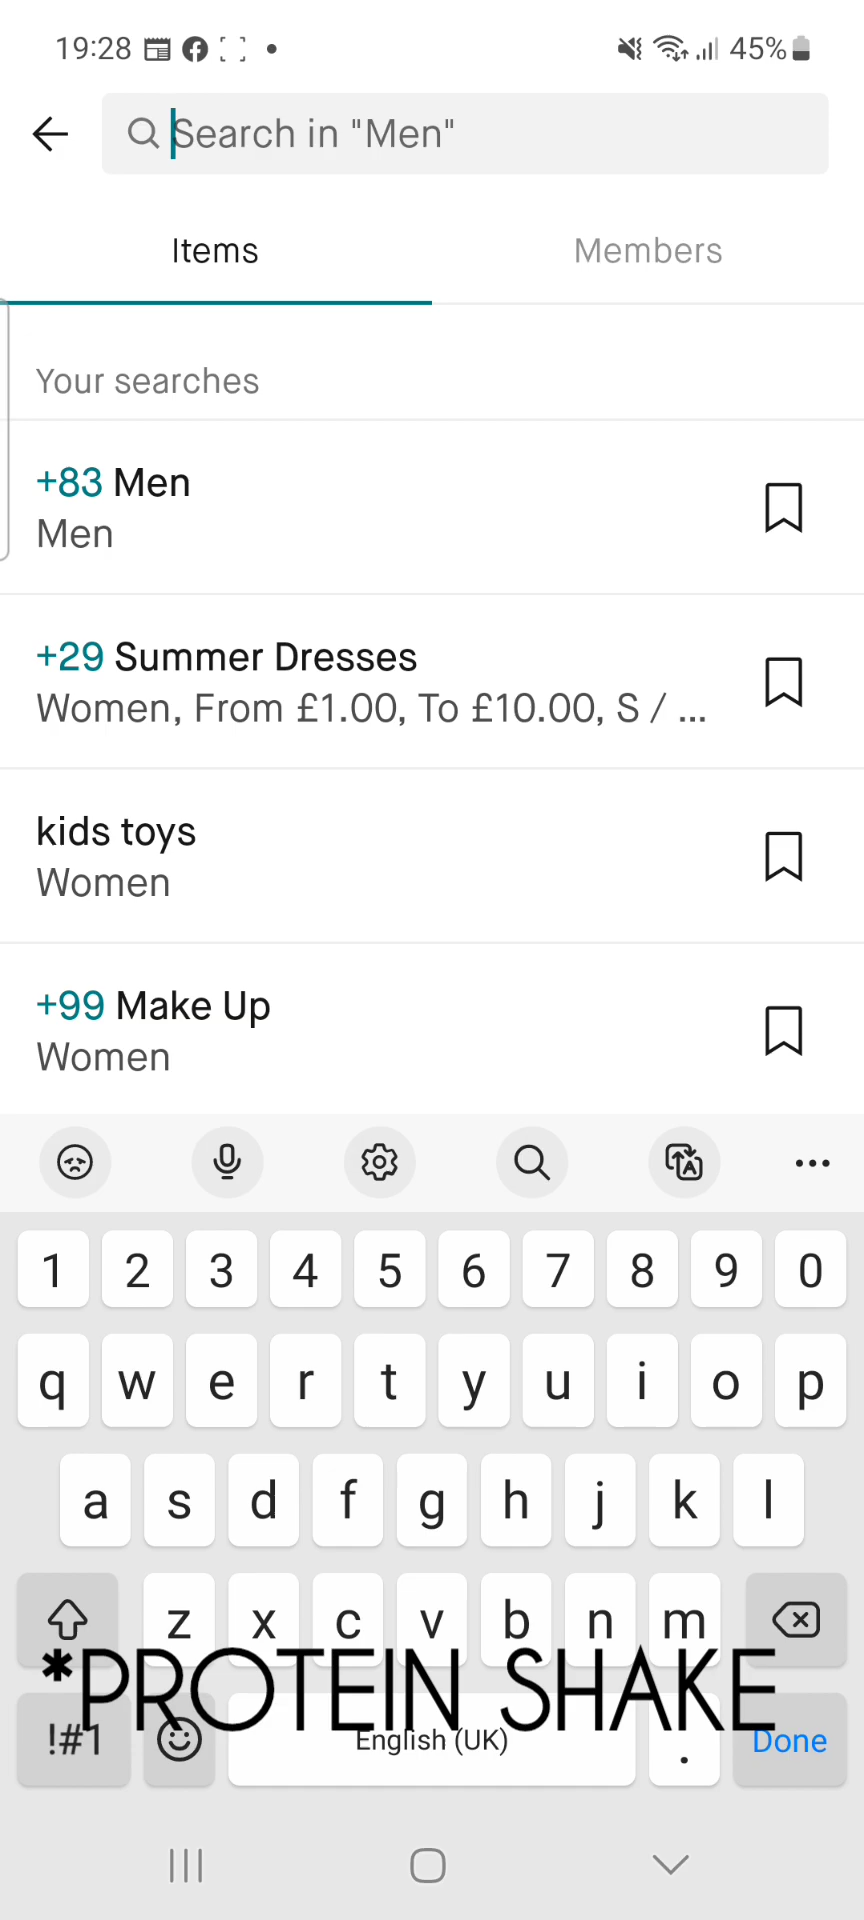 19:28 45%
Search in "Men"
Items Members
Your searches
+83 Men
Men
+29 Summer Dresses
Women, From £1.00, To £10.00, S / ...
kids toys
Women
+99 Make Up
Women
1 2 3 4 5 6 7 8 9 0
q w e r t y u i o p
a s d f g h j k l
z x c v b n m
*PROTEIN SHAKE
!#1 English (UK) . Done